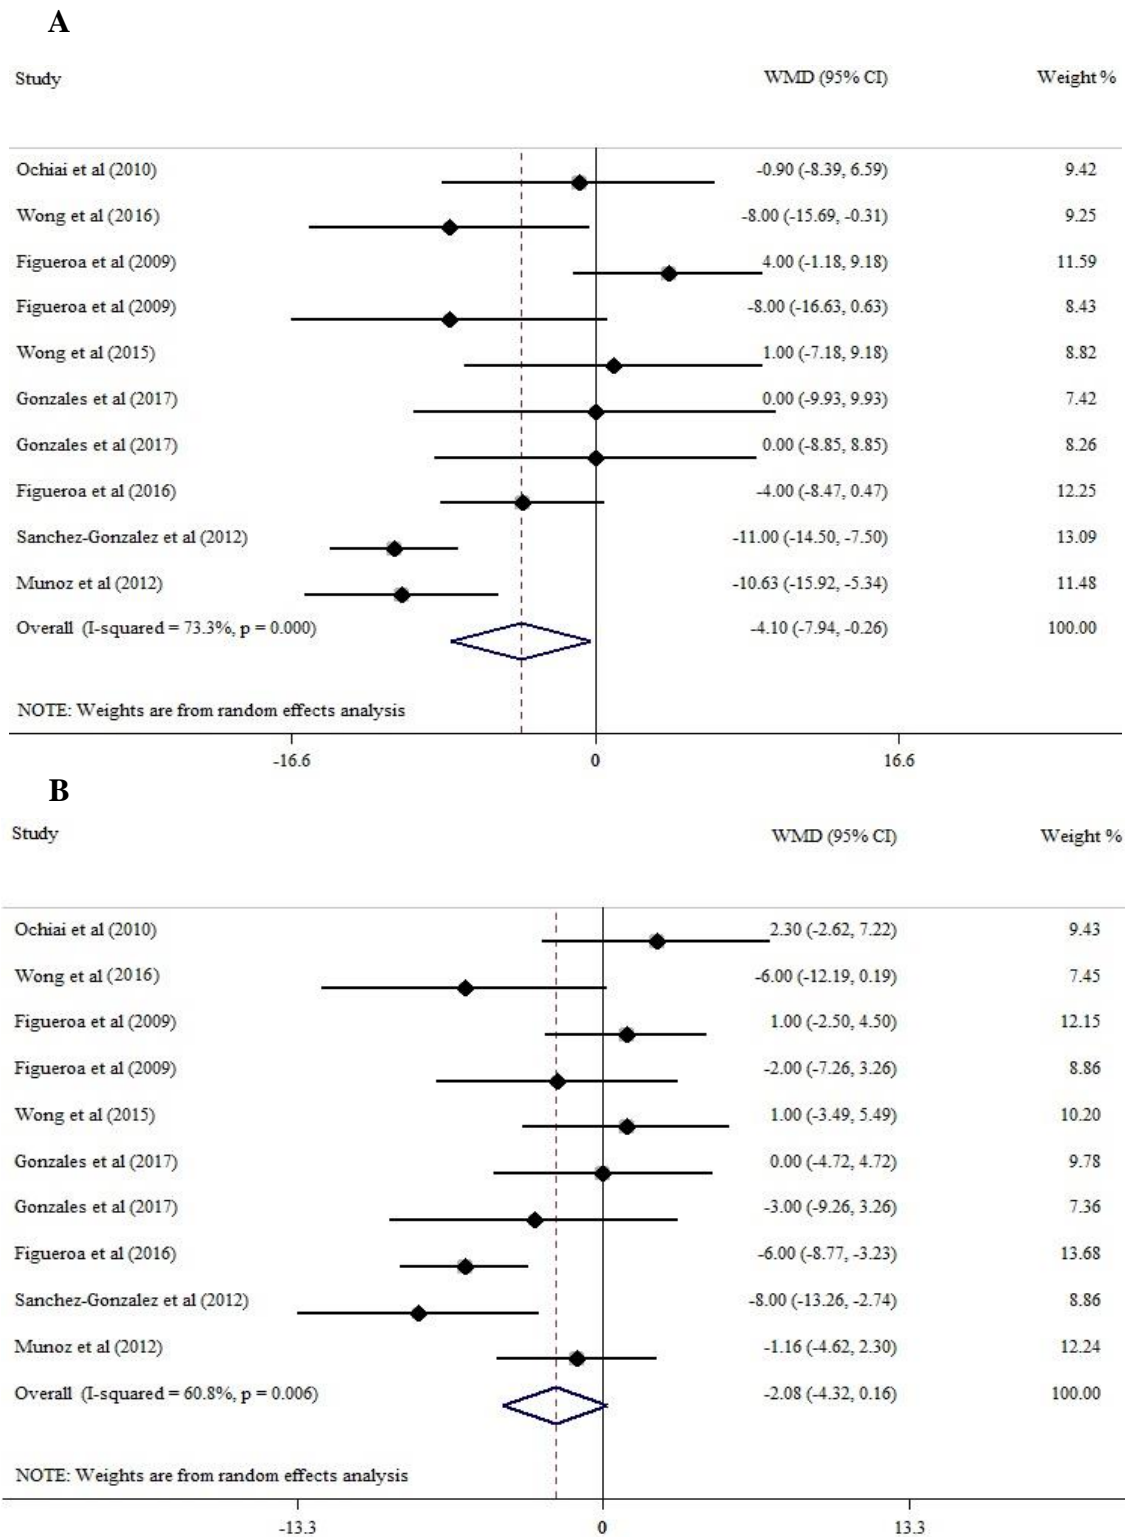 A
Study WMD (95% CI) Weight %
Ochiai et al (2010) -0.90 (-8.39, 6.59) 9.42
Wong et al (2016) -8.00 (-15.69, -0.31) 9.25
Figueroa et al (2009) 4.00 (-1.18, 9.18) 11.59
Figueroa et al (2009) -8.00 (-16.63, 0.63) 8.43
Wong et al (2015) 1.00 (-7.18, 9.18) 8.82
Gonzales et al (2017) 0.00 (-9.93, 9.93) 7.42
Gonzales et al (2017) 0.00 (-8.85, 8.85) 8.26
Figueroa et al (2016) -4.00 (-8.47, 0.47) 12.25
Sanchez-Gonzalez et al (2012) -11.00 (-14.50, -7.50) 13.09
Munoz et al (2012) -10.63 (-15.92, -5.34) 11.48
Overall (I-squared = 73.3%, p = 0.000) -4.10 (-7.94, -0.26) 100.00
NOTE: Weights are from random effects analysis
-16.6 0 16.6
B
Study WMD (95% CI) Weight %
Ochiai et al (2010) 2.30 (-2.62, 7.22) 9.43
Wong et al (2016) -6.00 (-12.19, 0.19) 7.45
Figueroa et al (2009) 1.00 (-2.50, 4.50) 12.15
Figueroa et al (2009) -2.00 (-7.26, 3.26) 8.86
Wong et al (2015) 1.00 (-3.49, 5.49) 10.20
Gonzales et al (2017) 0.00 (-4.72, 4.72) 9.78
Gonzales et al (2017) -3.00 (-9.26, 3.26) 7.36
Figueroa et al (2016) -6.00 (-8.77, -3.23) 13.68
Sanchez-Gonzalez et al (2012) -8.00 (-13.26, -2.74) 8.86
Munoz et al (2012) -1.16 (-4.62, 2.30) 12.24
Overall (I-squared = 60.8%, p = 0.006) -2.08 (-4.32, 0.16) 100.00
NOTE: Weights are from random effects analysis
-13.3 0 13.3